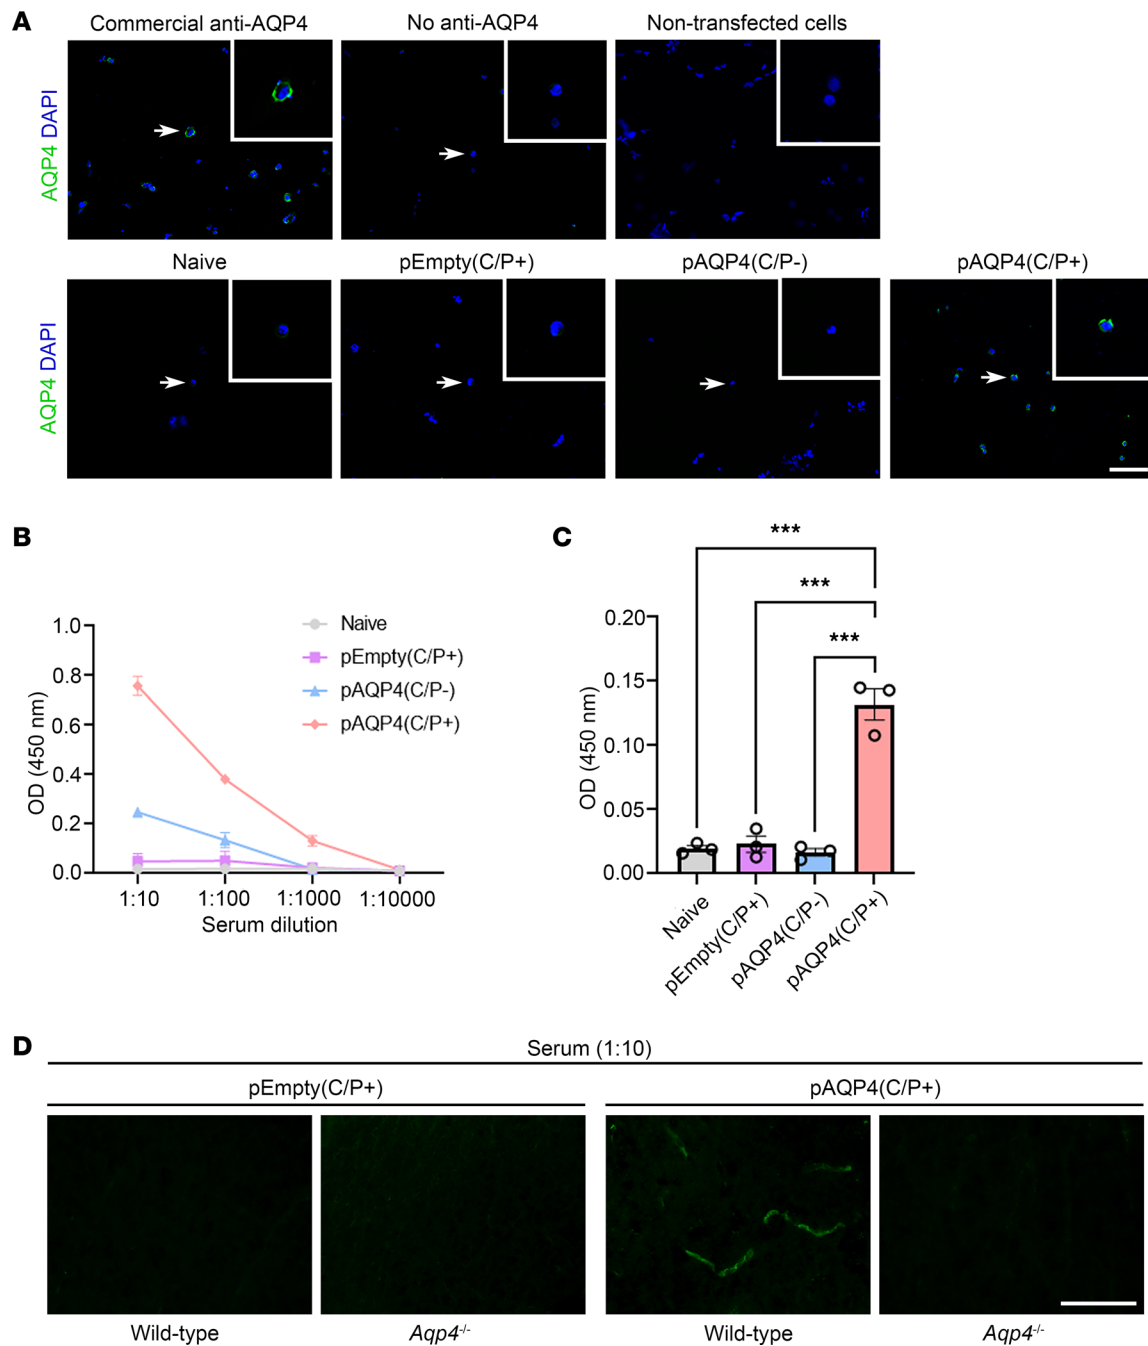 A
Commercial anti-AQP4
No anti-AQP4
Non-transfected cells
AQP4 DAPI
Naive
pEmpty(C/P+)
pAQP4(C/P-)
pAQP4(C/P+)
AQP4 DAPI
B
OD (450 nm)
1.0
0.8
0.6
0.4
0.2
0.0
1:10
1:100
1:1000
1:10000
Serum dilution
Naive
pEmpty(C/P+)
pAQP4(C/P-)
pAQP4(C/P+)
C
***
***
***
OD (450 nm)
0.20
0.15
0.10
0.05
0.00
Naive
pEmpty(C/P+)
pAQP4(C/P-)
pAQP4(C/P+)
D
Serum (1:10)
pEmpty(C/P+)
pAQP4(C/P+)
Wild-type
Aqp4-/-
Wild-type
Aqp4-/-